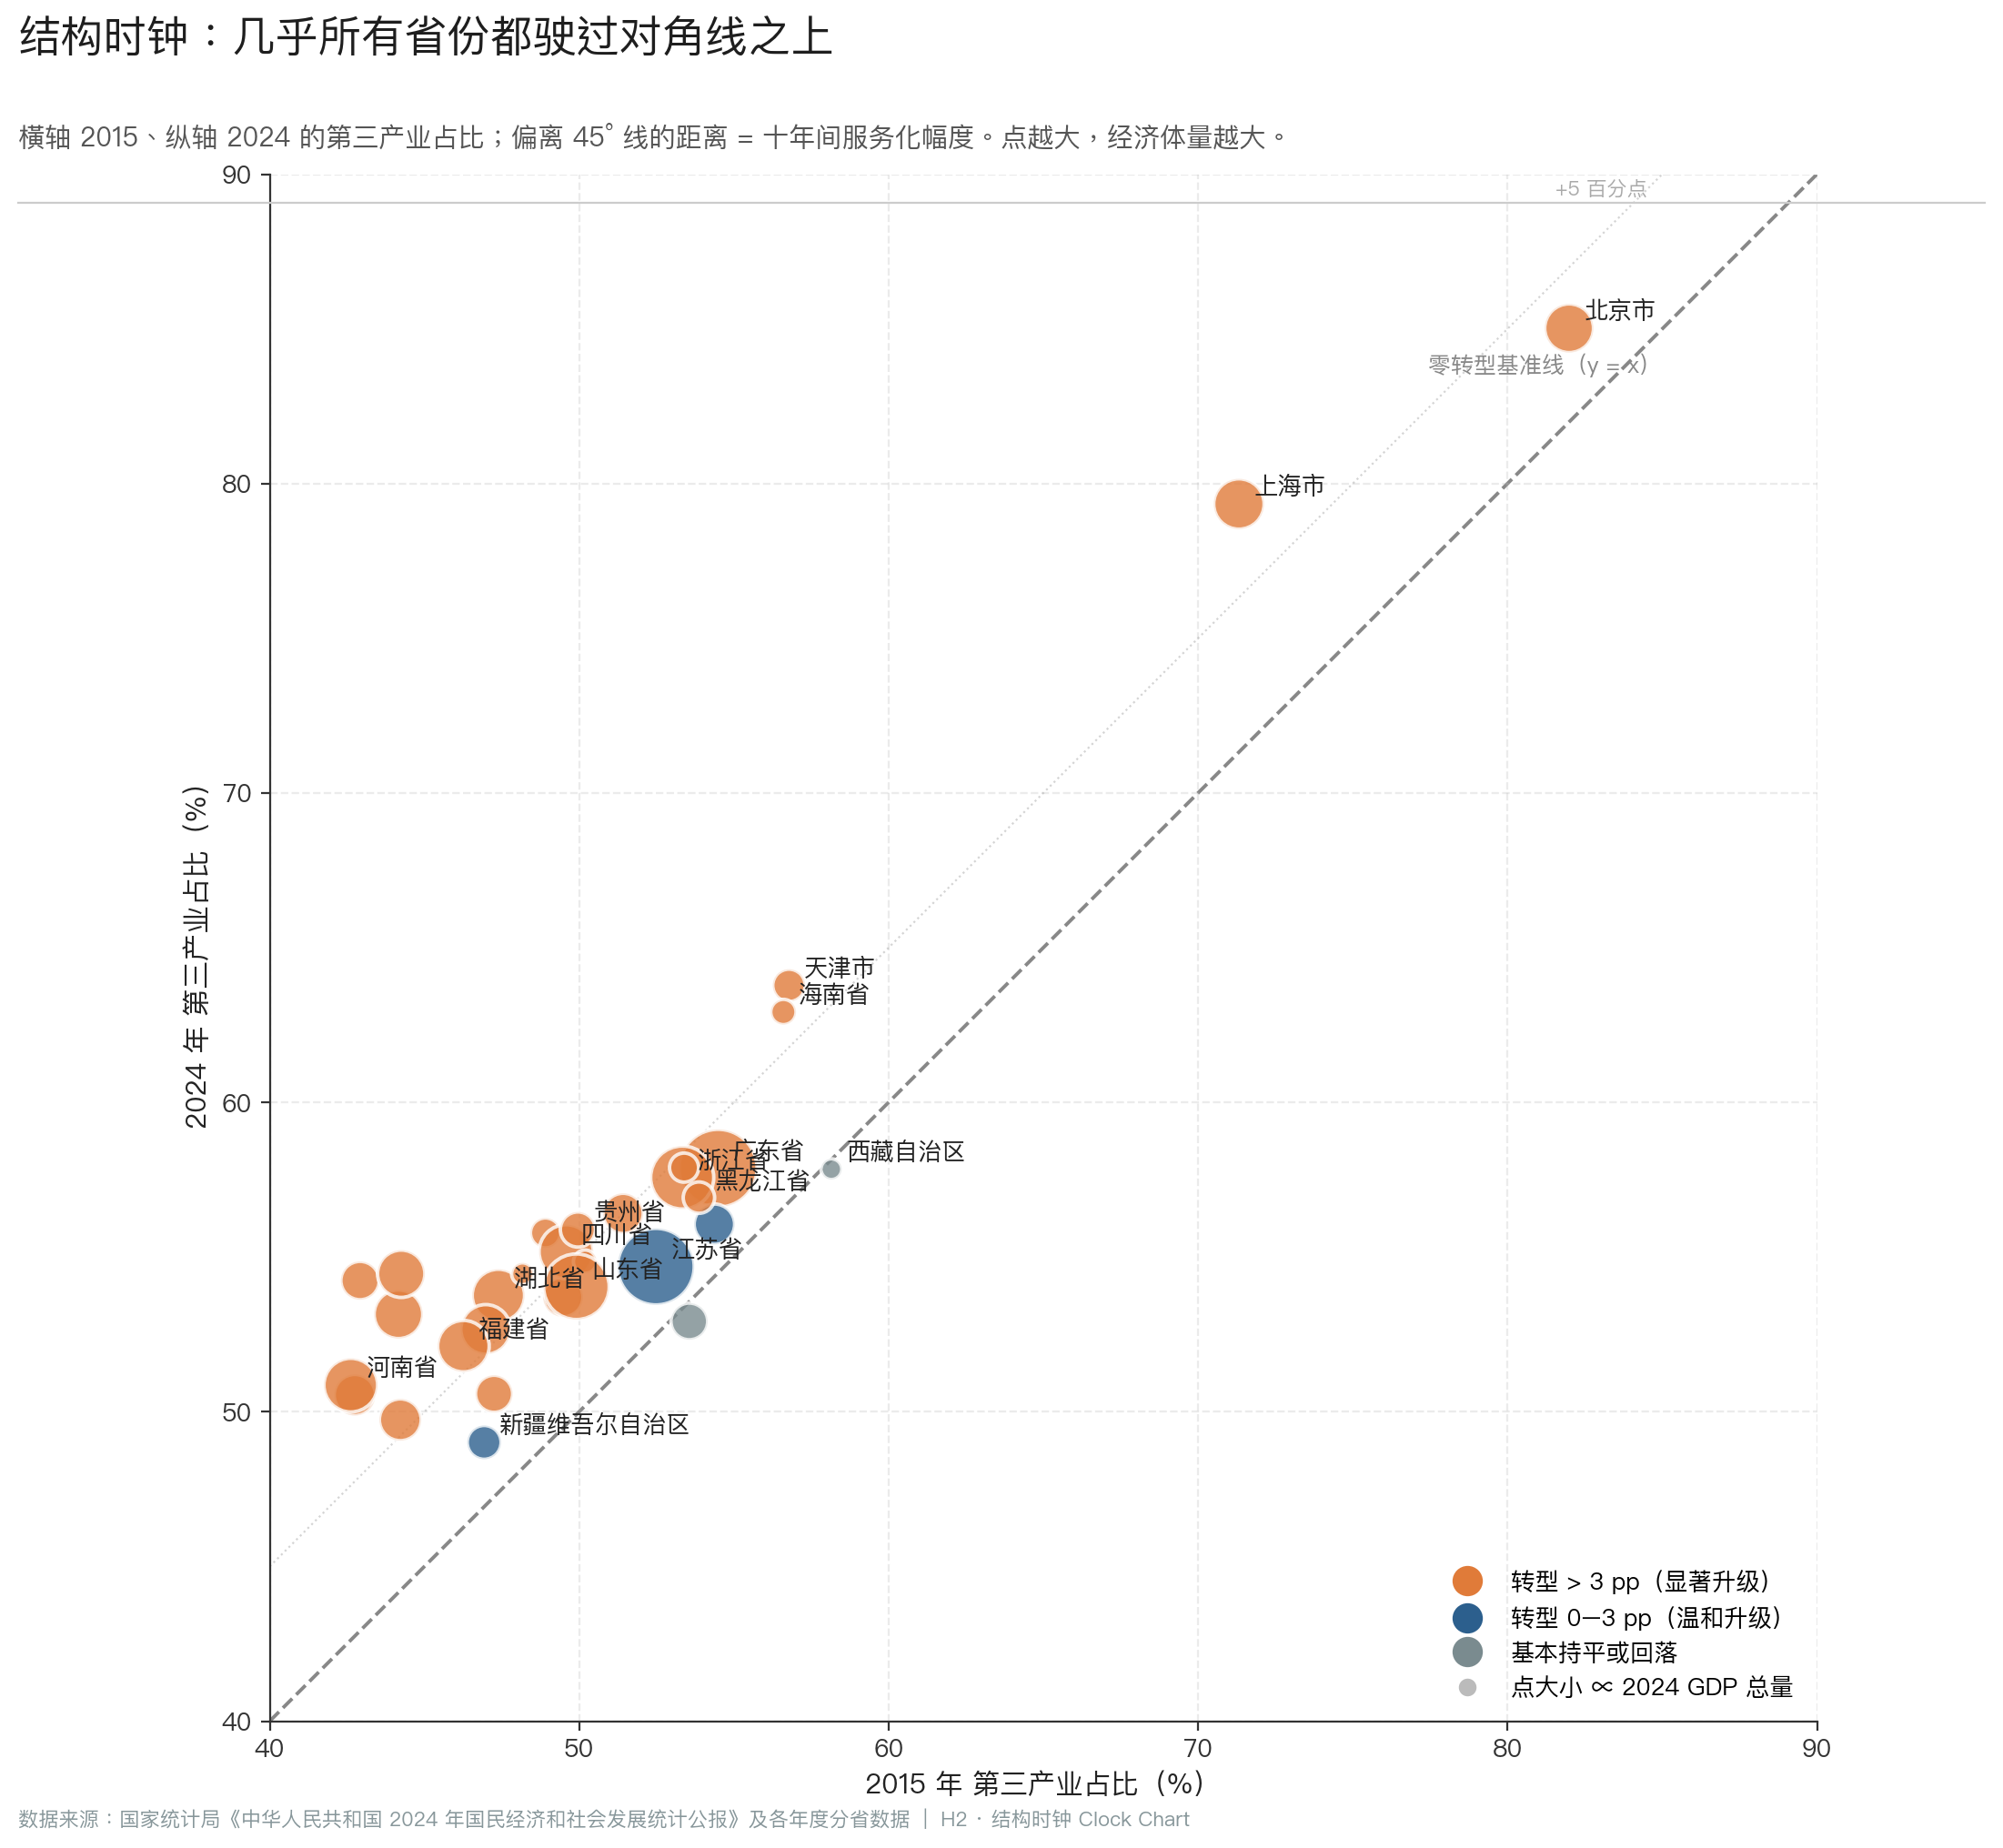 结构时钟：几乎所有省份都驶过对角线之上
横轴 2015、纵轴 2024 的第三产业占比；偏离 45° 线的距离 = 十年间服务化幅度。点越大，经济体量越大。
90
+5 百分点
北京市
零转型基准线（y = x）
80
上海市
2024 年 第三产业占比（%）
70
天津市
海南省
60
广东省
浙江省
西藏自治区
黑龙江省
贵州省
四川省
江苏省
山东省
湖北省
福建省
河南省
50
新疆维吾尔自治区
转型 > 3 pp（显著升级）
转型 0—3 pp（温和升级）
基本持平或回落
点大小 ∝ 2024 GDP 总量
40
40
50
60
70
80
90
2015 年 第三产业占比（%）
数据来源：国家统计局《中华人民共和国 2024 年国民经济和社会发展统计公报》及各年度分省数据 | H2 · 结构时钟 Clock Chart